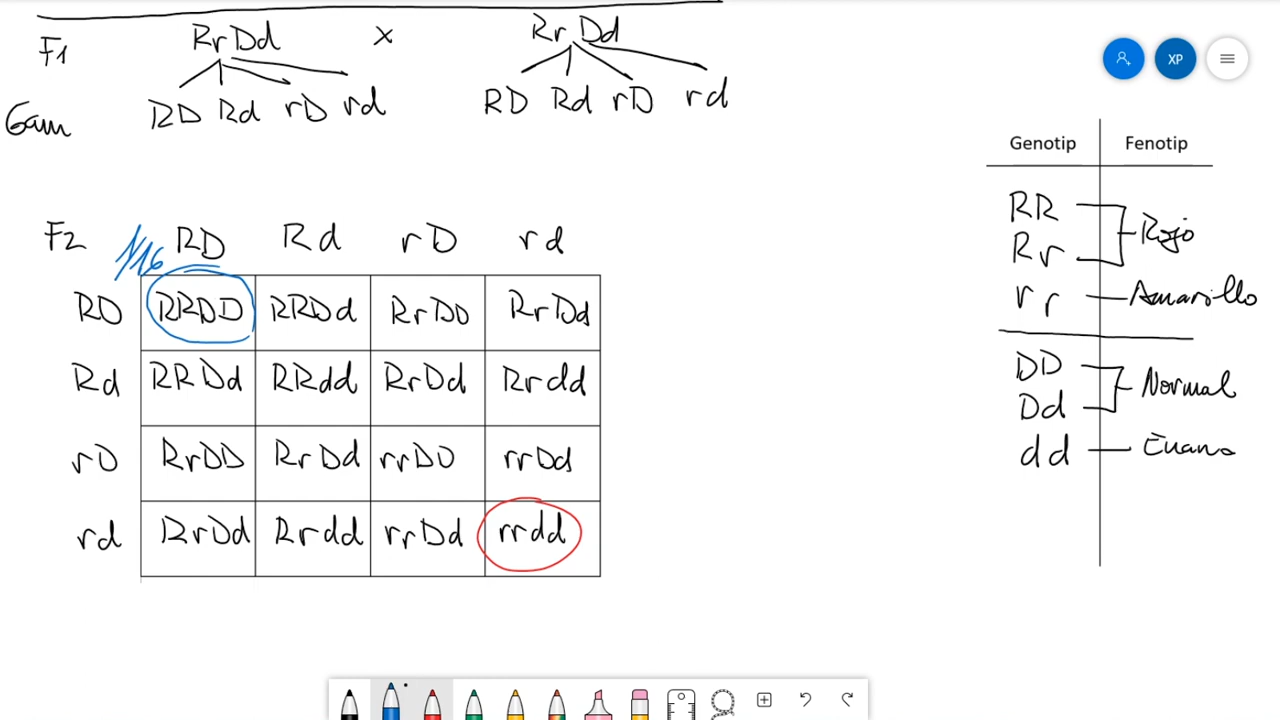 F1 RrDd x RrDd
Gam RD Rd rD rd RD Rd rD rd
XP
Genotip Fenotip
RR
Rr
Rojo
rr Amarillo
DD
Dd
Normal
dd Enano
F2 1/16 RD Rd rD rd
RD RRDD RRDd RrDD RrDd
Rd RRDd RRdd RrDd Rrdd
rD RrDD RrDd rrDD rrDd
rd RrDd Rrdd rrDd rrdd